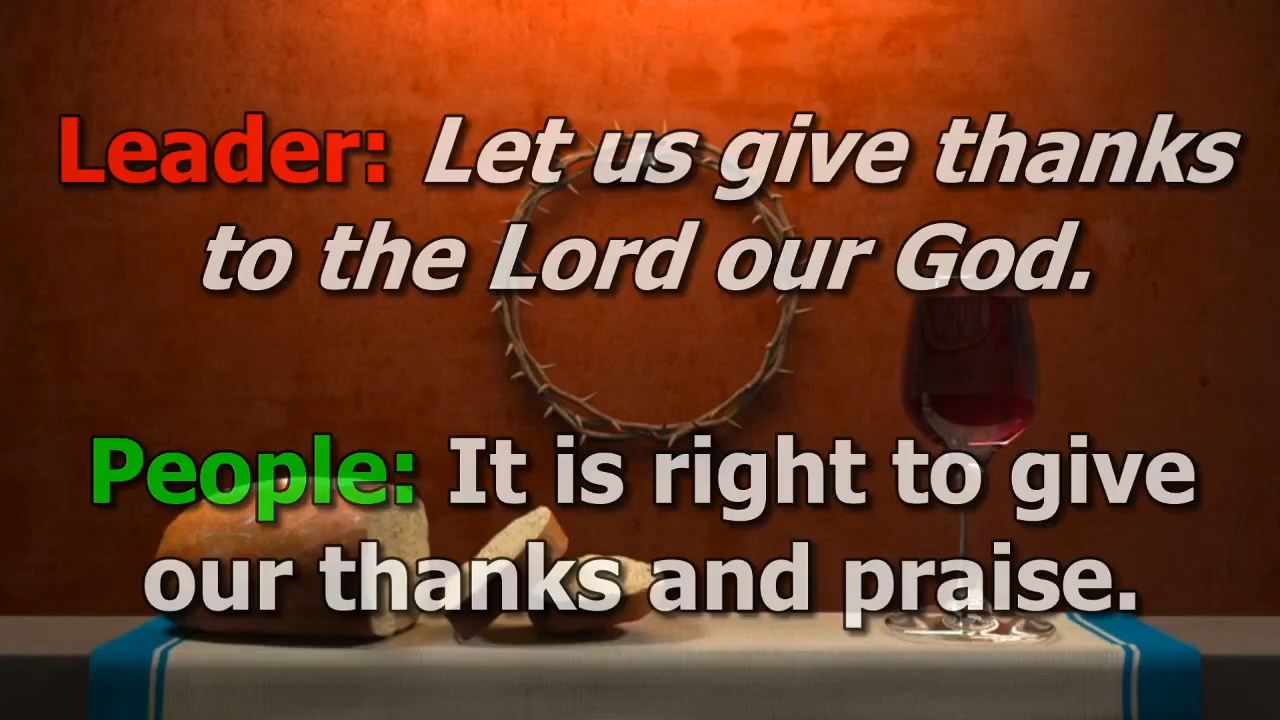 Leader: Let us give thanks
to the Lord our God.
People: It is right to give
our thanks and praise.